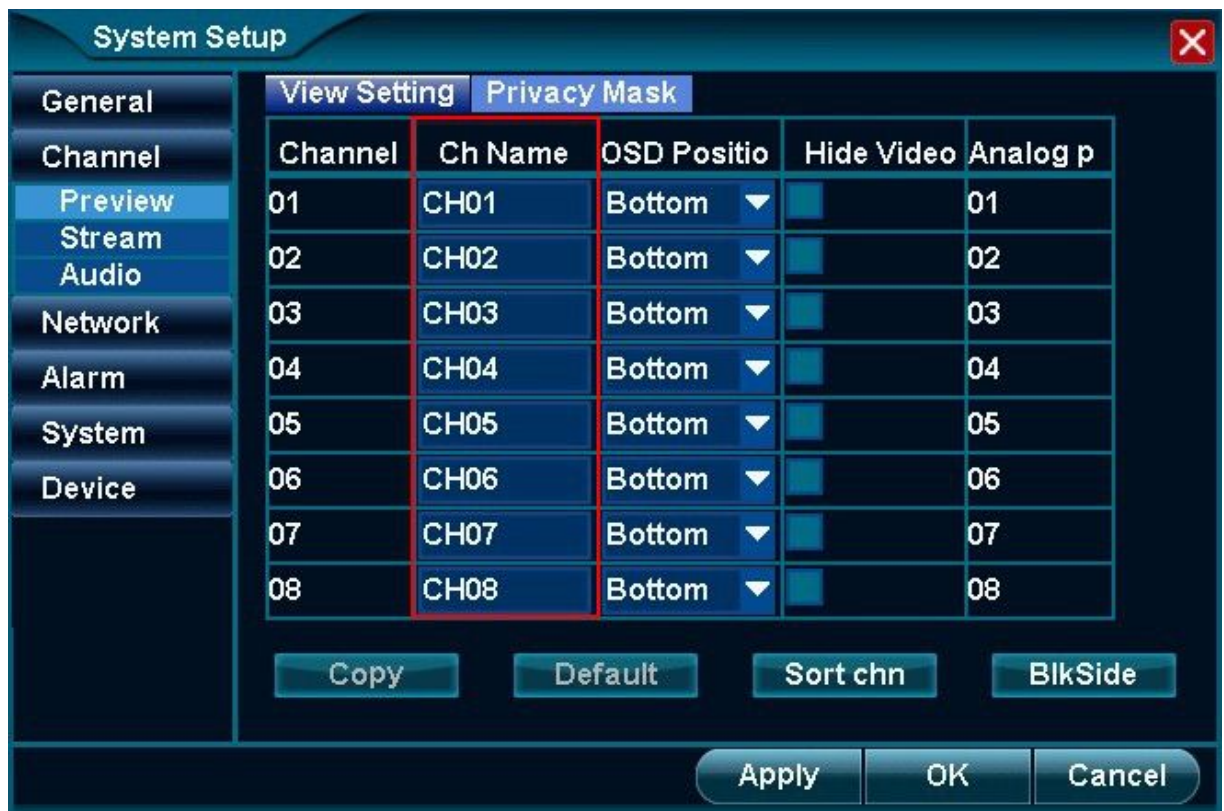 System Setup
General
Channel
Preview
Stream
Audio
Network
Alarm
System
Device
View Setting Privacy Mask
Channel Ch Name OSD Positio Hide Video Analog p
01 CH01 Bottom 01
02 CH02 Bottom 02
03 CH03 Bottom 03
04 CH04 Bottom 04
05 CH05 Bottom 05
06 CH06 Bottom 06
07 CH07 Bottom 07
08 CH08 Bottom 08
Copy Default Sort chn BlkSide
Apply OK Cancel